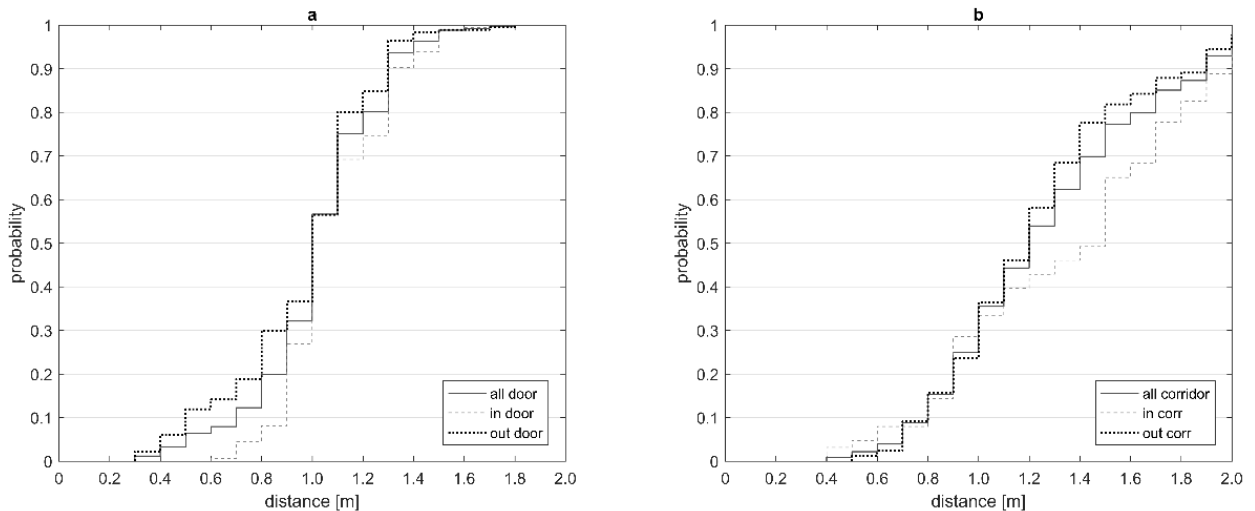 a
1
0.9
0.8
0.7
0.6
0.5
0.4
0.3
0.2
0.1
0
probability
0 0.2 0.4 0.6 0.8 1.0 1.2 1.4 1.6 1.8 2.0
distance [m]
all door
in door
out door
b
1
0.9
0.8
0.7
0.6
0.5
0.4
0.3
0.2
0.1
0
probability
0 0.2 0.4 0.6 0.8 1.0 1.2 1.4 1.6 1.8 2.0
distance [m]
all corridor
in corr
out corr